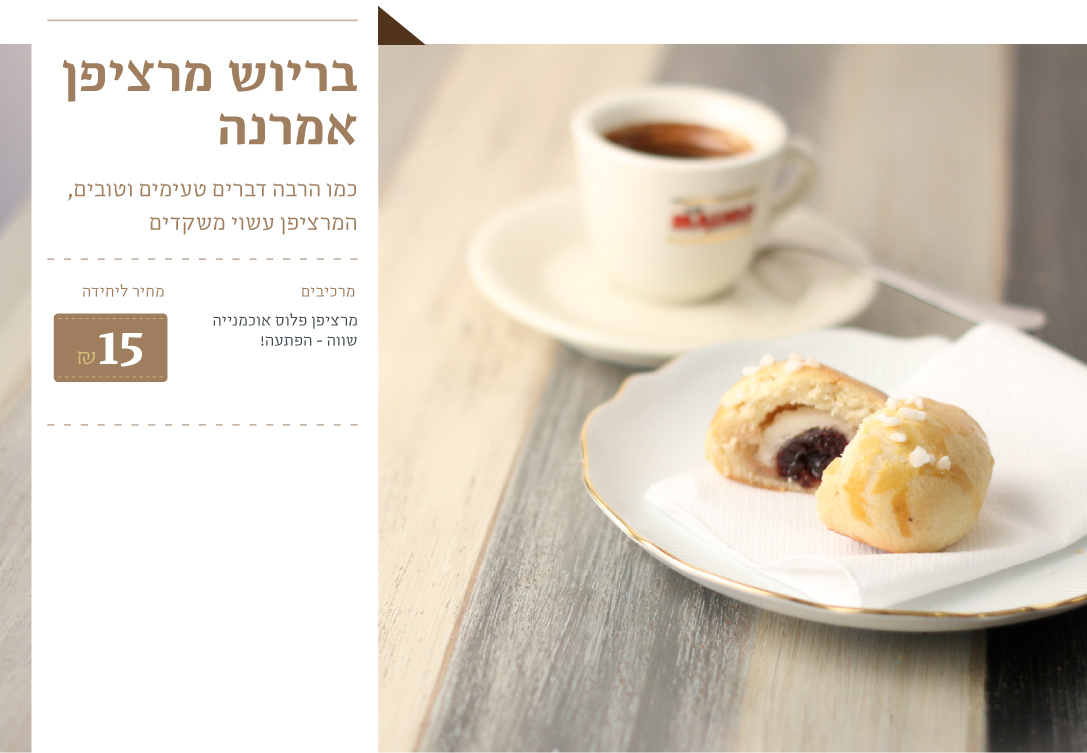 בריוש מרציפן
אמרנה
כמו הרבה דברים טעימים וטובים,
המרציפן עשוי משקדים
מרכיבים
מרציפן פלוס אוכמנייה
שווה - הפתעה!
מחיר ליחידה
15 ₪